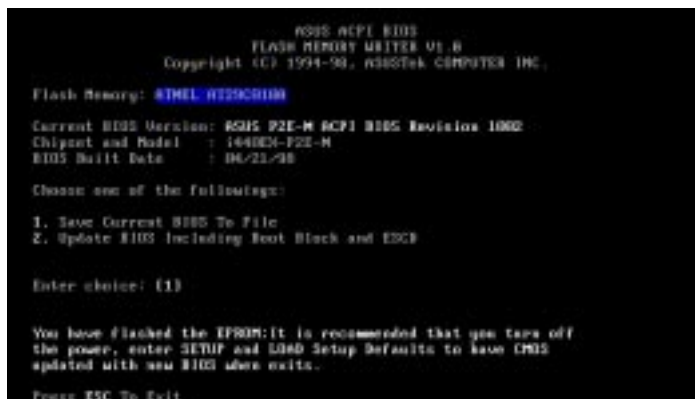 ASUS ACPI BIOS
FLASH MEMORY WRITER V1.0
Copyright (C) 1994-98, ASUSTek COMPUTER INC.
Flash Memory: ATMEL AT29C010A
Current BIOS Version: ASUS P2E-M ACPI BIOS Revision 1002
Chipset and Model : i440EX-P2E-M
BIOS Built Date : 04/21/98
Choose one of the followings:
1. Save Current BIOS To File
2. Update BIOS Including Boot Block and ESCD
Enter choice: [1]
You have flashed the EPROM:It is recommended that you turn off
the power, enter SETUP and LOAD Setup Defaults to have CMOS
updated with new BIOS when exits.
Press ESC To Exit